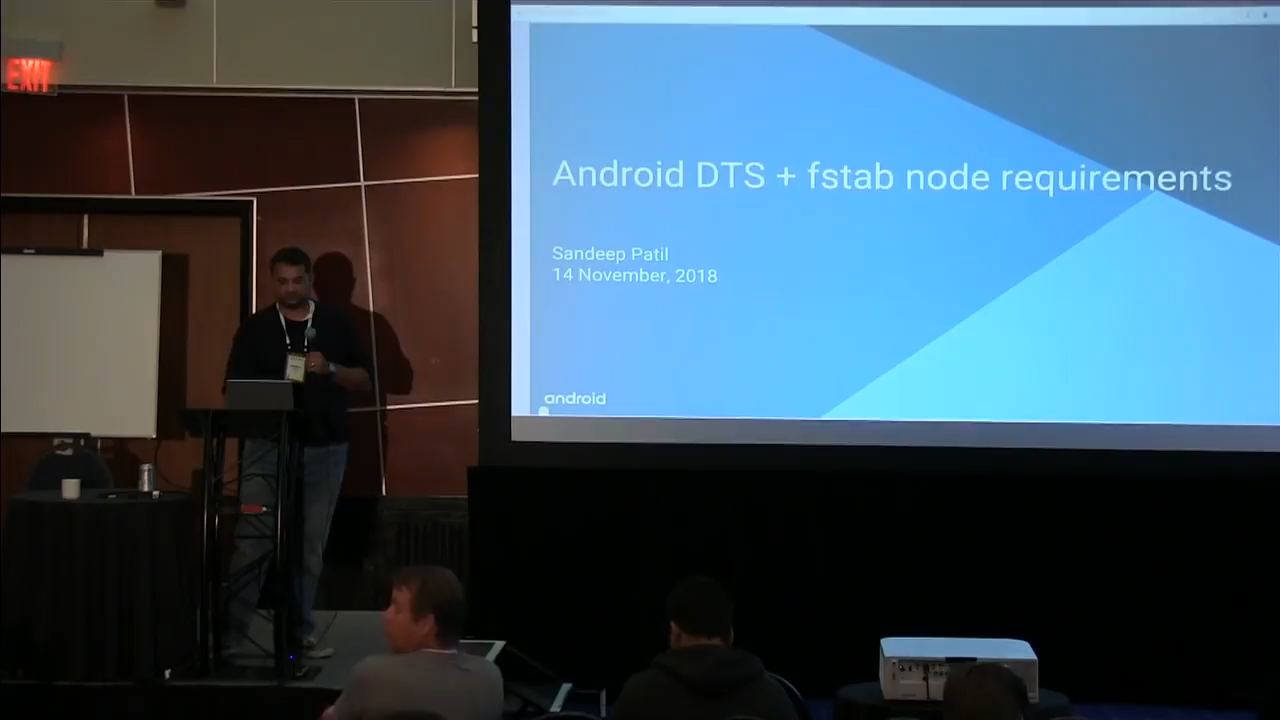 EXIT
Android DTS + fstab node requirements
Sandeep Patil
14 November, 2018
android